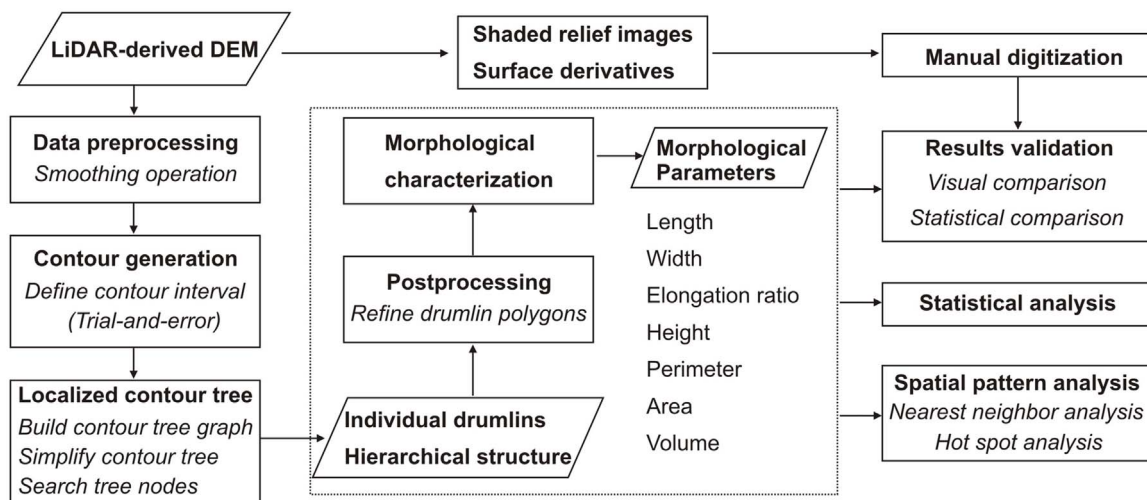 LiDAR-derived DEM
Shaded relief images
Surface derivatives
Manual digitization
Data preprocessing
Smoothing operation
Contour generation
Define contour interval
(Trial-and-error)
Localized contour tree
Build contour tree graph
Simplify contour tree
Search tree nodes
Individual drumlins
Hierarchical structure
Postprocessing
Refine drumlin polygons
Morphological
characterization
Morphological
Parameters
Length
Width
Elongation ratio
Height
Perimeter
Area
Volume
Results validation
Visual comparison
Statistical comparison
Statistical analysis
Spatial pattern analysis
Nearest neighbor analysis
Hot spot analysis